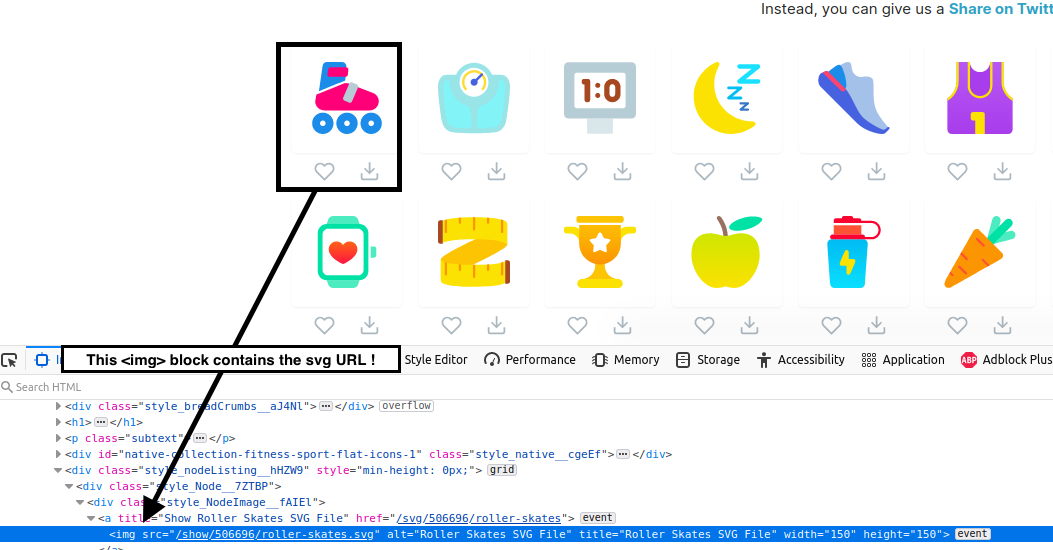 Instead, you can give us a Share on Twitt
1:0
Z
Z
Z
1
This <img> block contains the svg URL !
Style Editor
Performance
Memory
Storage
Accessibility
Application
ABP
Adblock Plus
Search HTML
<div class="style_breadCrumbs__aJ4Nl"> ••• </div> overflow
<h1> ••• </h1>
<p class="subtext"> ••• </p>
<div id="native-collection-fitness-sport-flat-icons-1" class="style_native__cgeEf"> ••• </div>
<div class="style_nodeListing__hHZW9" style="min-height: 0px;"> grid
<div class="style_Node__7ZTBP">
<div class="style_NodeImage__fAIEl">
<a title="Show Roller Skates SVG File" href="/svg/506696/roller-skates"> event
<img src="/show/506696/roller-skates.svg" alt="Roller Skates SVG File" title="Roller Skates SVG File" width="150" height="150"> event